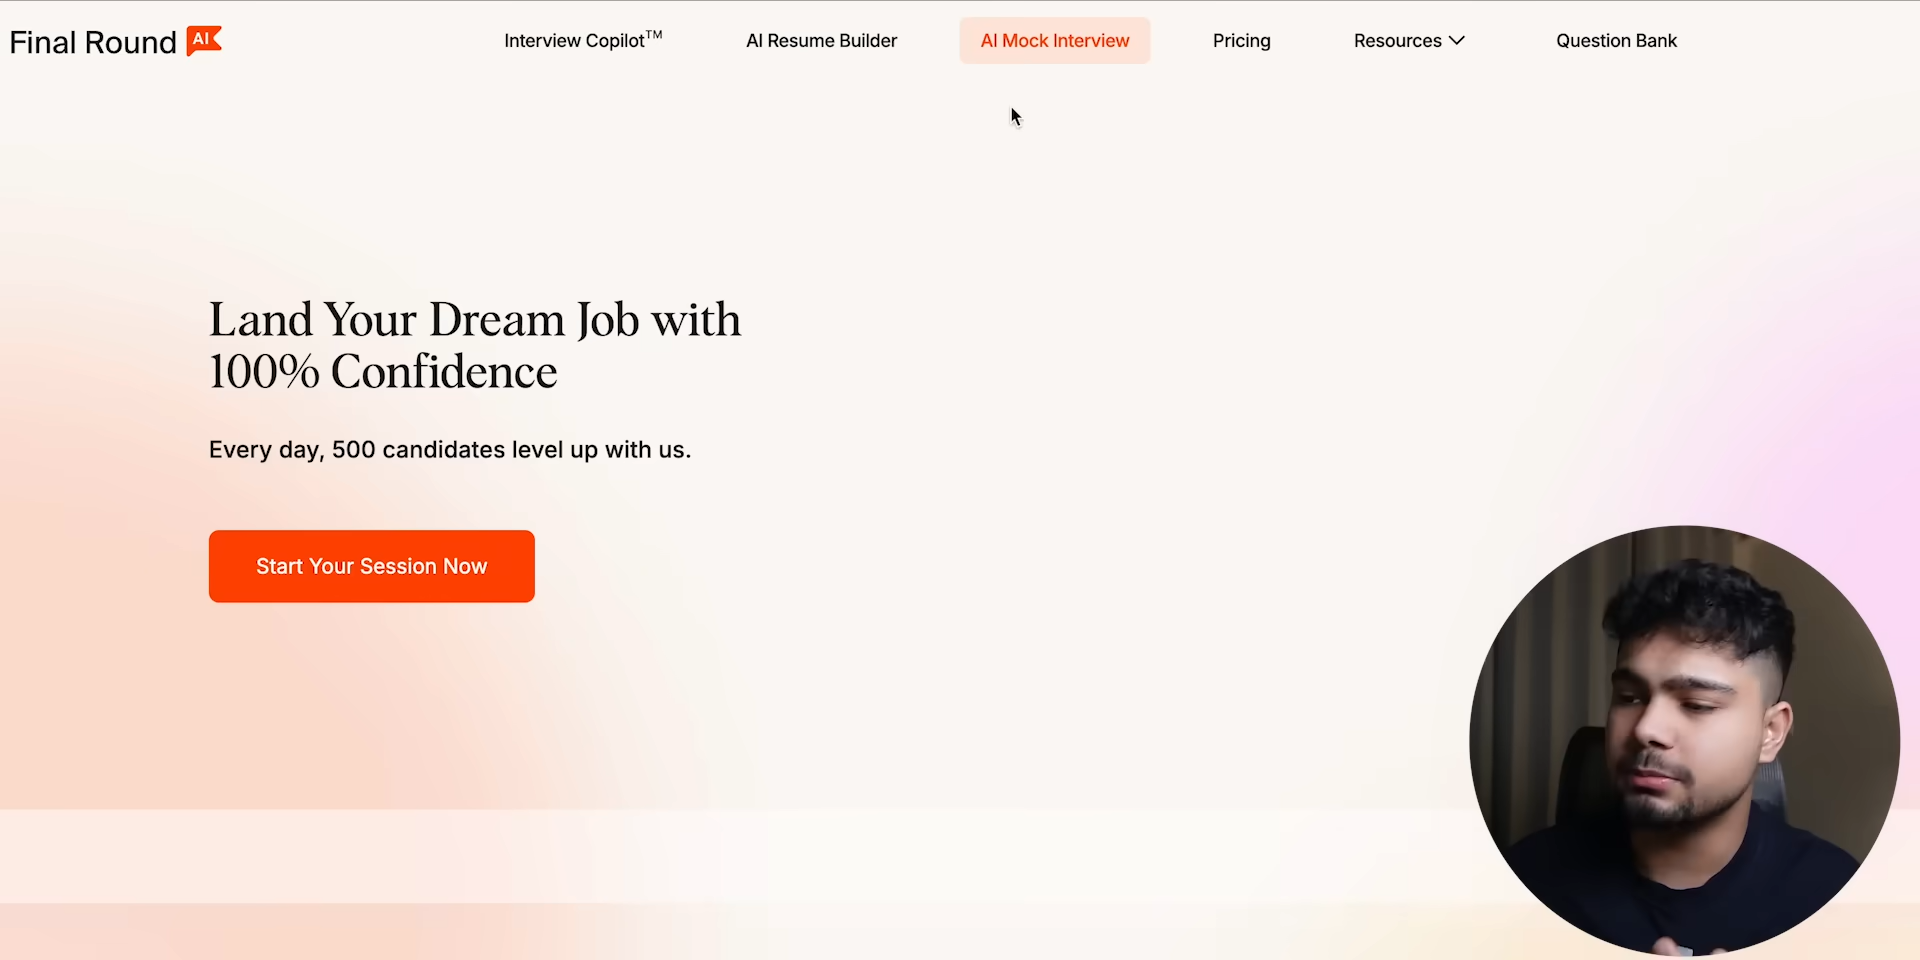 Final Round AI
Interview Copilot™
AI Resume Builder
AI Mock Interview
Pricing
Resources
Question Bank
Land Your Dream Job with
100% Confidence
Every day, 500 candidates level up with us.
Start Your Session Now